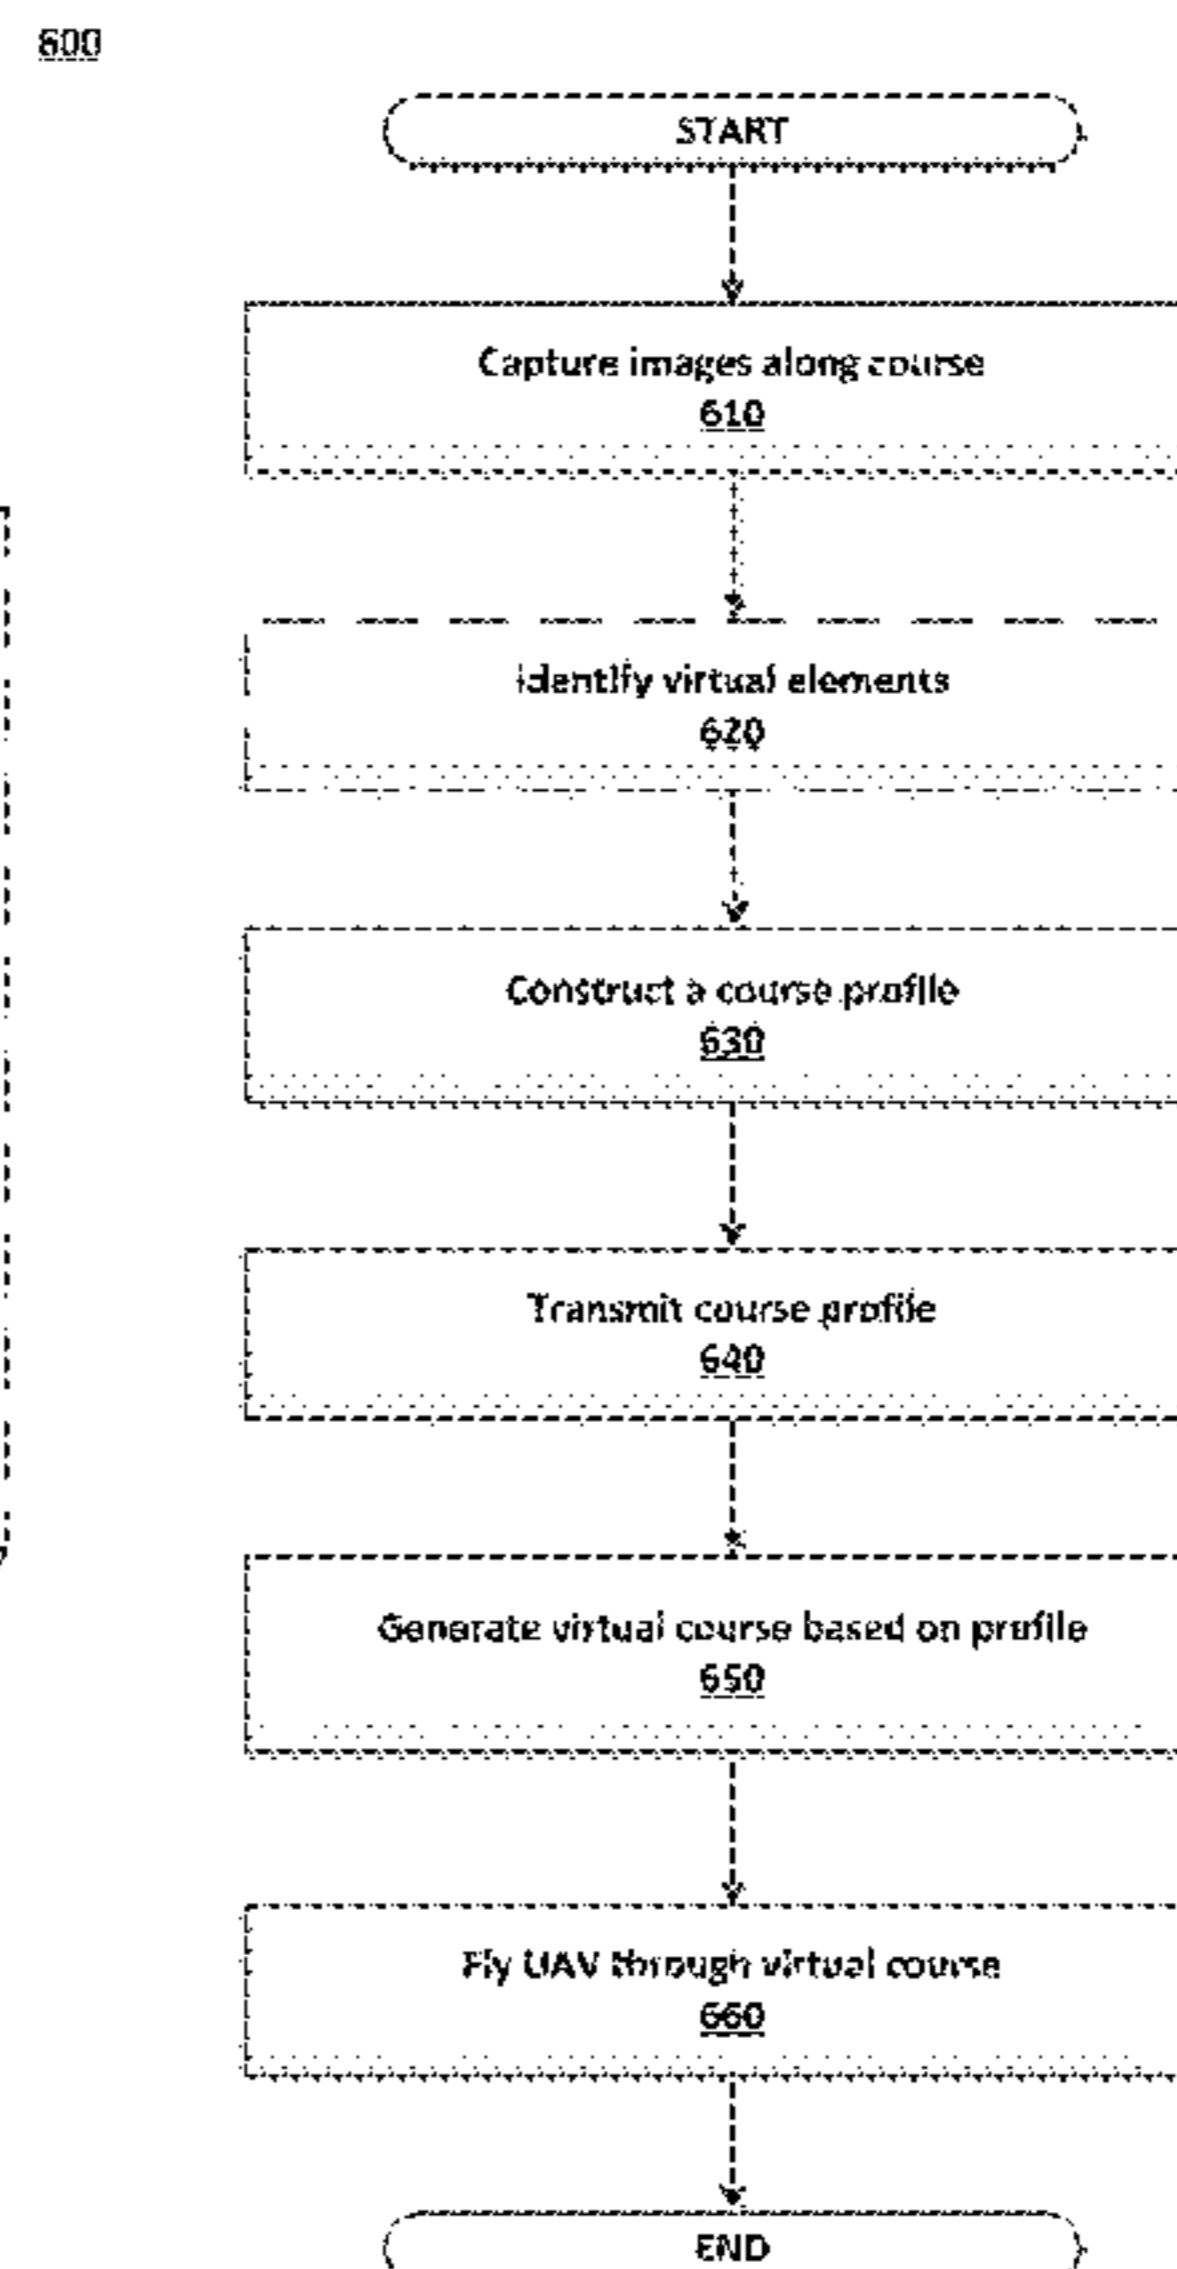 600
START
Capture images along course
610
Identify virtual elements
620
Construct a course profile
630
Transmit course profile
640
Generate virtual course based on profile
650
Fly UAV through virtual course
660
END